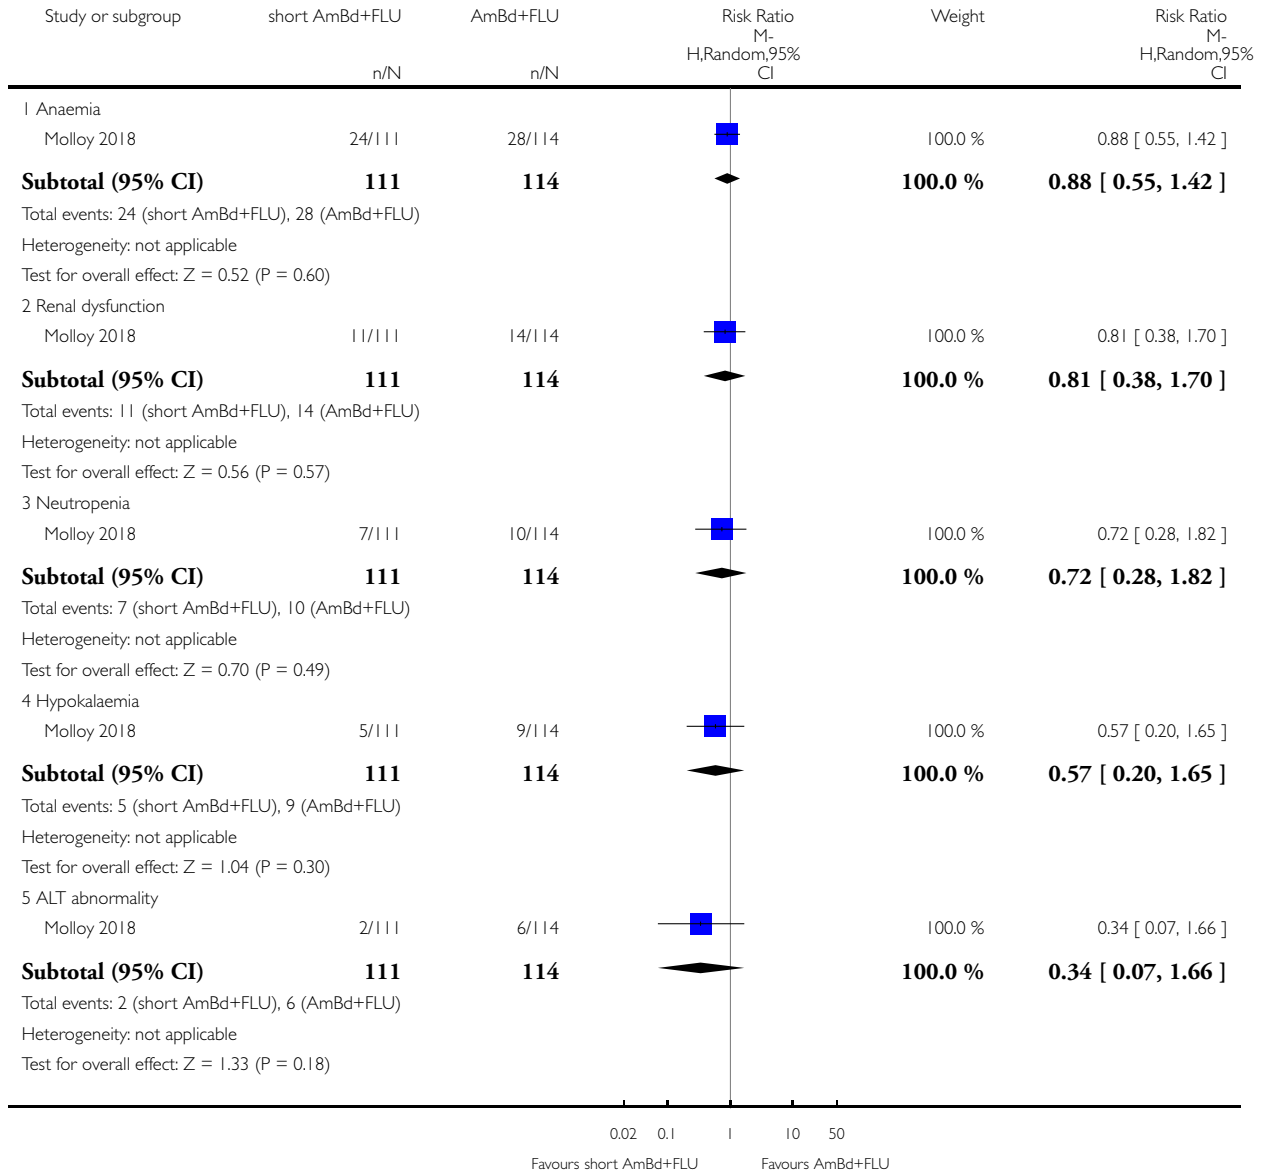 Study or subgroup short AmBd+FLU AmBd+FLU Risk Ratio Weight Risk Ratio
M- M-
H,Random,95% H,Random,95%
n/N n/N CI CI
1 Anaemia
Molloy 2018 24/111 28/114 100.0 % 0.88 [ 0.55, 1.42 ]
Subtotal (95% CI) 111 114 100.0 % 0.88 [ 0.55, 1.42 ]
Total events: 24 (short AmBd+FLU), 28 (AmBd+FLU)
Heterogeneity: not applicable
Test for overall effect: Z = 0.52 (P = 0.60)
2 Renal dysfunction
Molloy 2018 11/111 14/114 100.0 % 0.81 [ 0.38, 1.70 ]
Subtotal (95% CI) 111 114 100.0 % 0.81 [ 0.38, 1.70 ]
Total events: 11 (short AmBd+FLU), 14 (AmBd+FLU)
Heterogeneity: not applicable
Test for overall effect: Z = 0.56 (P = 0.57)
3 Neutropenia
Molloy 2018 7/111 10/114 100.0 % 0.72 [ 0.28, 1.82 ]
Subtotal (95% CI) 111 114 100.0 % 0.72 [ 0.28, 1.82 ]
Total events: 7 (short AmBd+FLU), 10 (AmBd+FLU)
Heterogeneity: not applicable
Test for overall effect: Z = 0.70 (P = 0.49)
4 Hypokalaemia
Molloy 2018 5/111 9/114 100.0 % 0.57 [ 0.20, 1.65 ]
Subtotal (95% CI) 111 114 100.0 % 0.57 [ 0.20, 1.65 ]
Total events: 5 (short AmBd+FLU), 9 (AmBd+FLU)
Heterogeneity: not applicable
Test for overall effect: Z = 1.04 (P = 0.30)
5 ALT abnormality
Molloy 2018 2/111 6/114 100.0 % 0.34 [ 0.07, 1.66 ]
Subtotal (95% CI) 111 114 100.0 % 0.34 [ 0.07, 1.66 ]
Total events: 2 (short AmBd+FLU), 6 (AmBd+FLU)
Heterogeneity: not applicable
Test for overall effect: Z = 1.33 (P = 0.18)
0.02 0.1 1 10 50
Favours short AmBd+FLU Favours AmBd+FLU